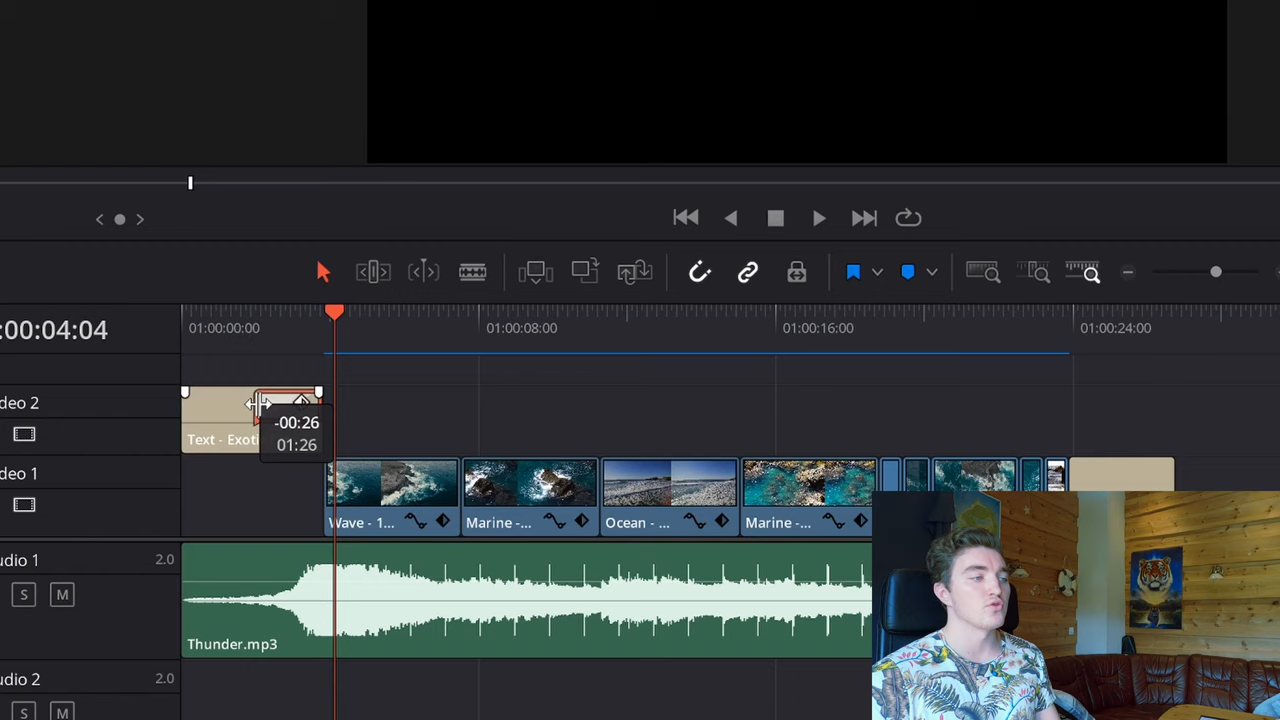 :00:04:04
01:00:00:00
01:00:08:00
01:00:16:00
01:00:24:00
deo 2
-00:26
01:26
Text - Exoti
deo 1
Wave - 1...
Marine -...
Ocean - ...
Marine -...
udio 1
2.0
S
M
Thunder.mp3
udio 2
2.0
S
M